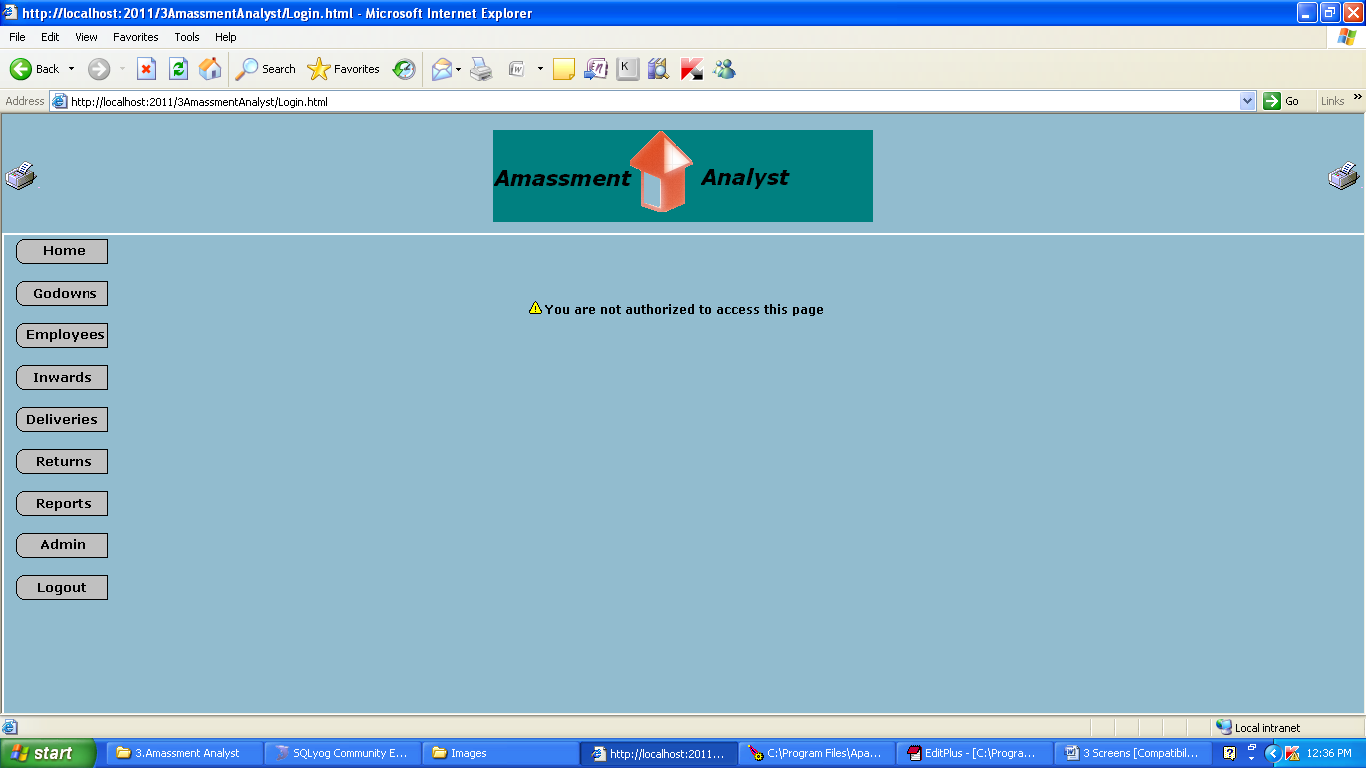 http://localhost:2011/3AmassmentAnalyst/Login.html - Microsoft Internet Explorer
File Edit View Favorites Tools Help
Back Search Favorites W K
Address http://localhost:2011/3AmassmentAnalyst/Login.html Go Links »
Amassment Analyst
Home
Godowns
You are not authorized to access this page
Employees
Inwards
Deliveries
Returns
Reports
Admin
Logout
Local intranet
start 3.Amassment Analyst SQLyog Community E... Images http://localhost:2011... C:\Program Files\Apa... EditPlus - [C:\Progra... 3 Screens [Compatibil... 12:36 PM